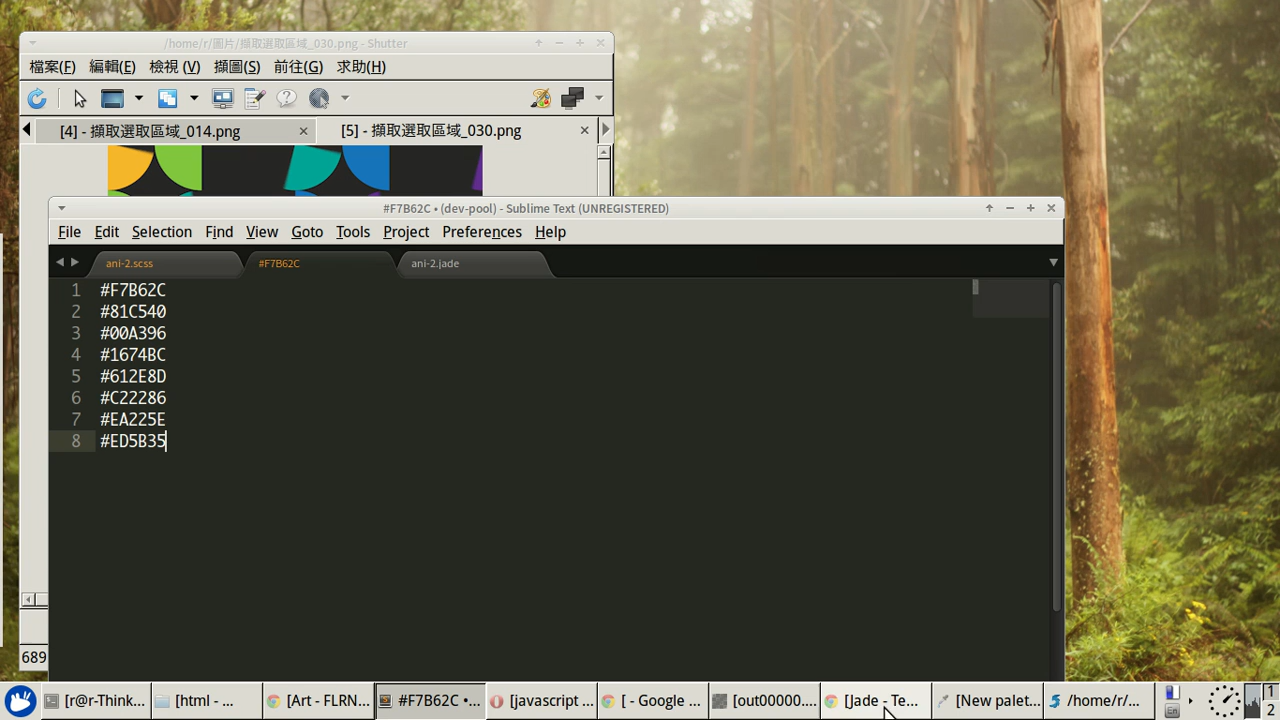 /home/r/圖片/擷取選取區域_030.png - Shutter
檔案(F) 編輯(E) 檢視 (V) 擷圖(S) 前往(G) 求助(H)
[4] - 擷取選取區域_014.png [5] - 擷取選取區域_030.png
#F7B62C • (dev-pool) - Sublime Text (UNREGISTERED)
File Edit Selection Find View Goto Tools Project Preferences Help
ani-2.scss #F7B62C ani-2.jade
1 #F7B62C
2 #81C540
3 #00A396
4 #1674BC
5 #612E8D
6 #C22286
7 #EA225E
8 #ED5B35
689
[r@r-Think... [html - ... [Art - FLRN... #F7B62C •... [javascript ... [ - Google ... [out00000.... [Jade - Te... [New palet... /home/r/... 1
2